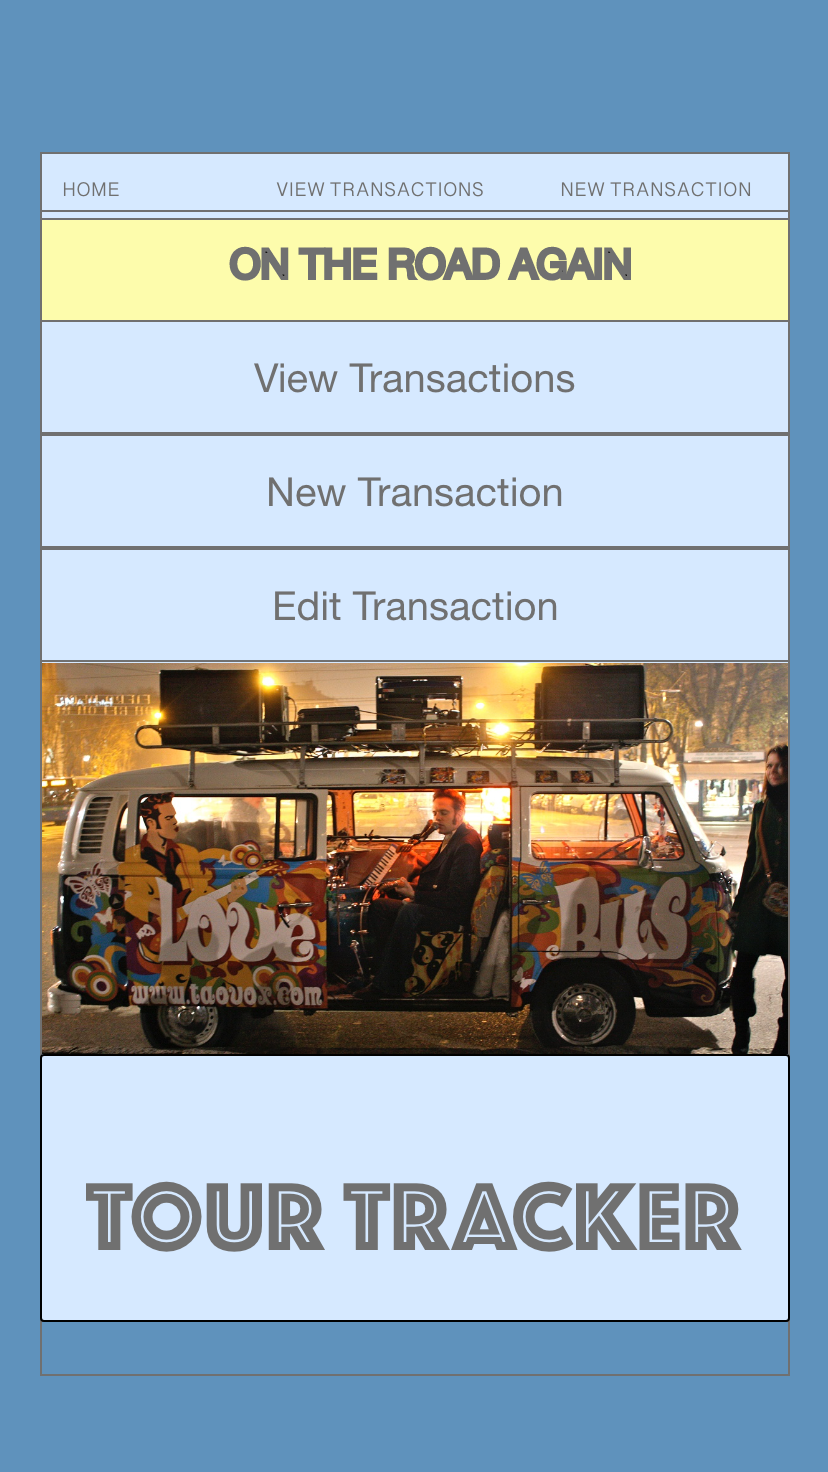 HOME VIEW TRANSACTIONS NEW TRANSACTION
ON THE ROAD AGAIN
View Transactions
New Transaction
Edit Transaction
Love BUS
www.taovox.com
TOUR TRACKER